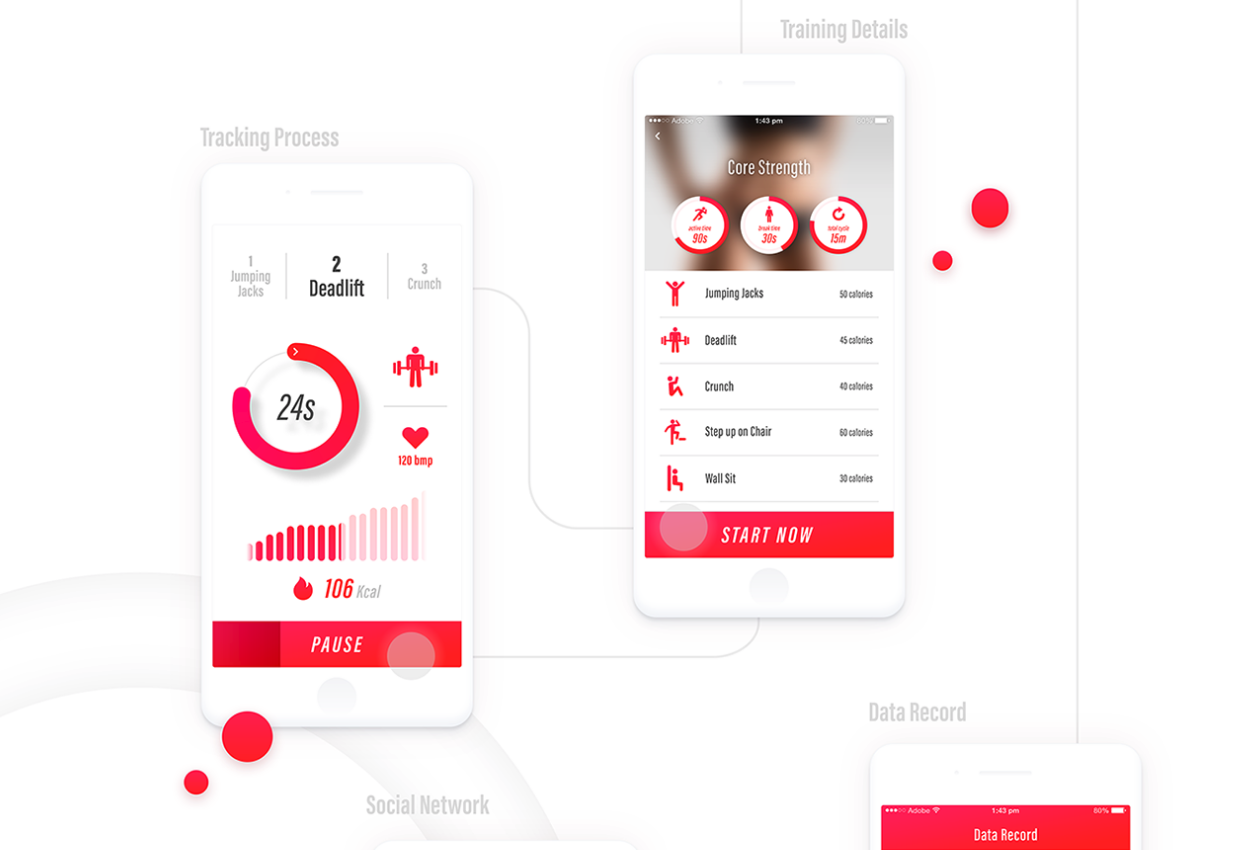 Training Details
Tracking Process
1
Jumping
Jacks
2
Deadlift
3
Crunch
24s
120 bmp
106 Kcal
PAUSE
Adobe
1:43 pm
60%
Core Strength
active time
90s
break time
30s
total cycle
15m
Jumping Jacks
50 calories
Deadlift
45 calories
Crunch
40 calories
Step up on Chair
60 calories
Wall Sit
30 calories
START NOW
Data Record
Adobe
1:43 pm
60%
Data Record
Social Network